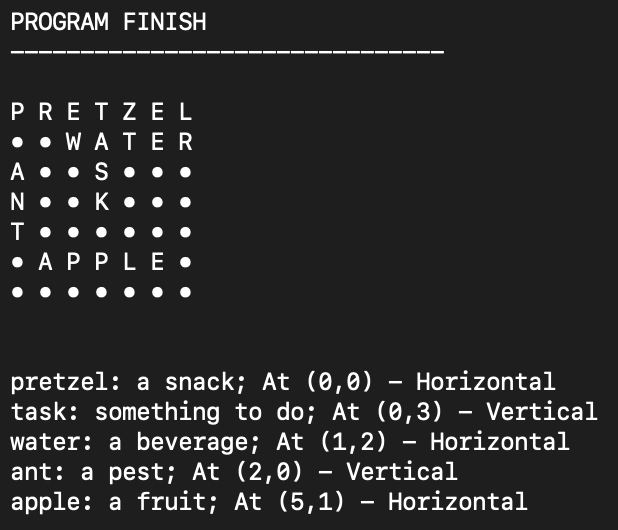 PROGRAM FINISH
———————————————————————————————
P R E T Z E L
• • W A T E R
A • • S • • •
N • • K • • •
T • • • • • •
• A P P L E •
• • • • • • •
pretzel: a snack; At (0,0) – Horizontal
task: something to do; At (0,3) – Vertical
water: a beverage; At (1,2) – Horizontal
ant: a pest; At (2,0) – Vertical
apple: a fruit; At (5,1) – Horizontal